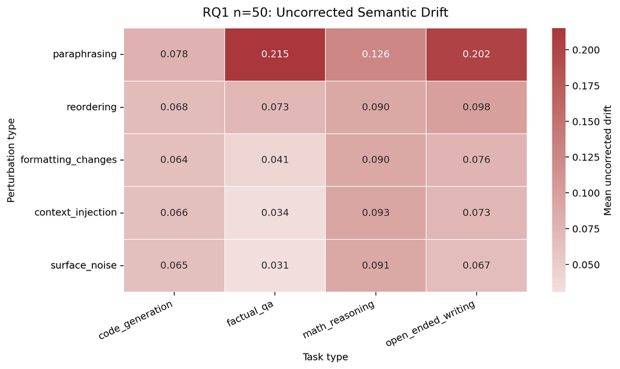 RQ1 n=50: Uncorrected Semantic Drift
Perturbation type
paraphrasing 0.078 0.215 0.126 0.202
reordering 0.068 0.073 0.090 0.098
formatting_changes 0.064 0.041 0.090 0.076
context_injection 0.066 0.034 0.093 0.073
surface_noise 0.065 0.031 0.091 0.067
code_generation factual_qa math_reasoning open_ended_writing
Task type
0.200
0.175
0.150
0.125
0.100
0.075
0.050
Mean uncorrected drift